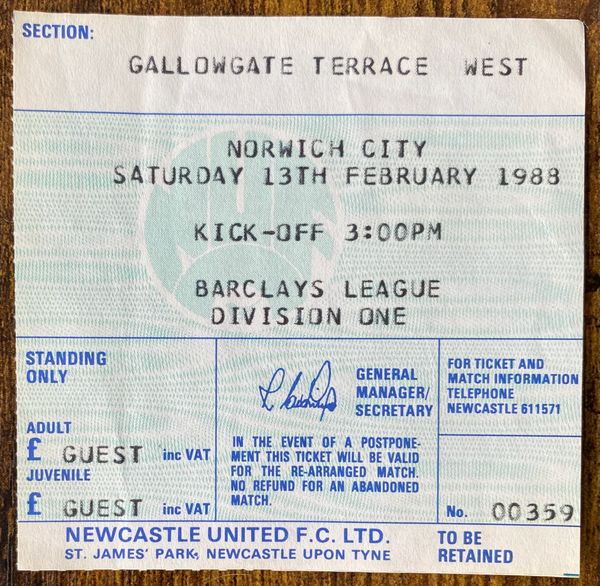 SECTION:
GALLOWGATE TERRACE WEST
NORWICH CITY
SATURDAY 13TH FEBRUARY 1988
KICK-OFF 3:00PM
BARCLAYS LEAGUE
DIVISION ONE
STANDING
ONLY
ADULT
£ GUEST inc VAT
JUVENILE
£ GUEST inc VAT
GENERAL
MANAGER/
SECRETARY
IN THE EVENT OF A POSTPONE-
MENT THIS TICKET WILL BE VALID
FOR THE RE-ARRANGED MATCH.
NO REFUND FOR AN ABANDONED
MATCH.
FOR TICKET AND
MATCH INFORMATION
TELEPHONE
NEWCASTLE 611571
No. 00359
NEWCASTLE UNITED F.C. LTD.
ST. JAMES' PARK, NEWCASTLE UPON TYNE
TO BE
RETAINED